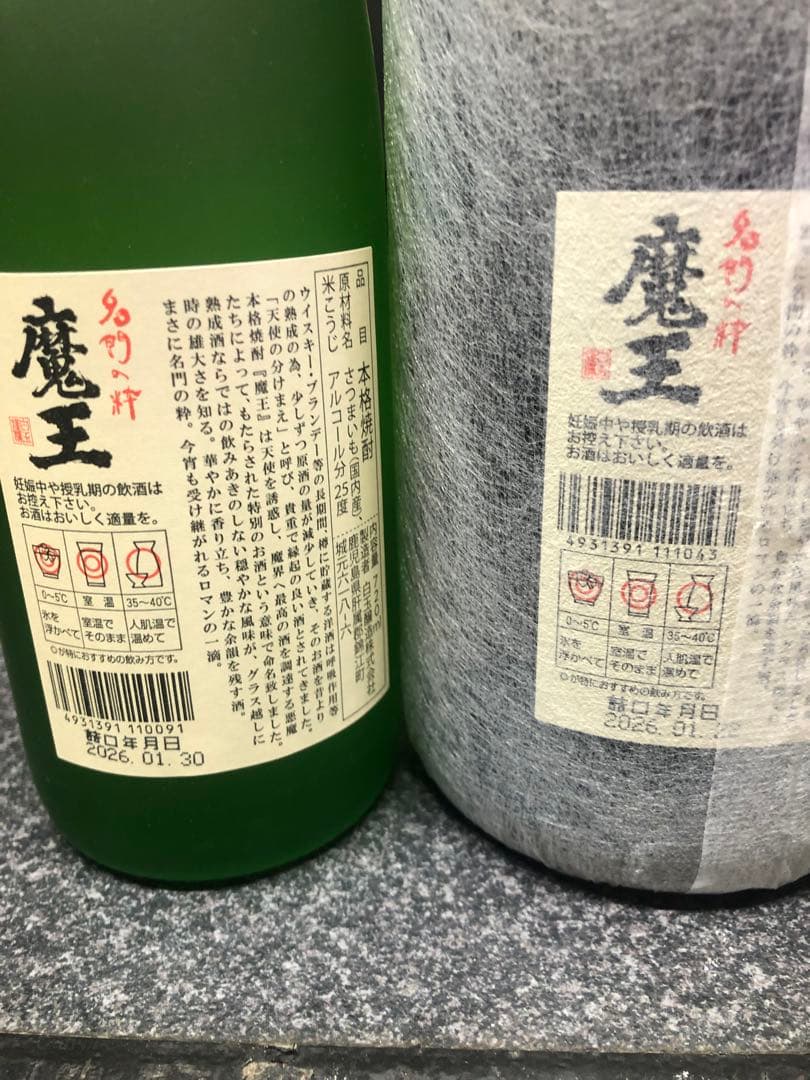 品目 本格焼酎
原材料名 さつまいも(国内産)
米こうじ アルコール分25度
内容量 720m
製造者 白玉醸造株式会社
鹿児島県肝属郡錦江町
城元六一八-六
ウイスキー・ブランデー等の長期間、樽に貯蔵する洋酒は呼吸作用等
の熟成の為、少しずつ原酒の量が減少していき、そのお酒を昔より
「天使の分けまえ」と呼び、貴重で縁起の良い酒とされてきました。
本格焼酎『魔王』は天使を誘惑し、魔界へ最高の酒を調達する悪魔
たちによって、もたらされた特別のお酒という意味で命名致しました。
熟成酒ならではの飲みあきのしない穏やかな風味が、グラス越しに
時の雄大さを知る。華やかに香り立ち、豊かな余韻を残す酒。
まさに名門の粋。今宵も受け継がれるロマンの一滴。
名門の粋
魔王
妊娠中や授乳期の飲酒は
お控え下さい。
お酒はおいしく適量を。
0〜5℃ 室温 35〜40℃
氷を浮かべて 室温でそのまま 人肌温で温めて
◎が特におすすめの飲み方です。
4931391 110091
詰口年月日
2026.01.30
名門の粋
魔王
妊娠中や授乳期の飲酒は
お控え下さい。
お酒はおいしく適量を。
4931391 111043
0〜5℃ 室温 35〜40℃
氷を浮かべて 室温でそのまま 人肌温で温めて
◎が特におすすめの飲み方です。
詰口年月日
2026.01.